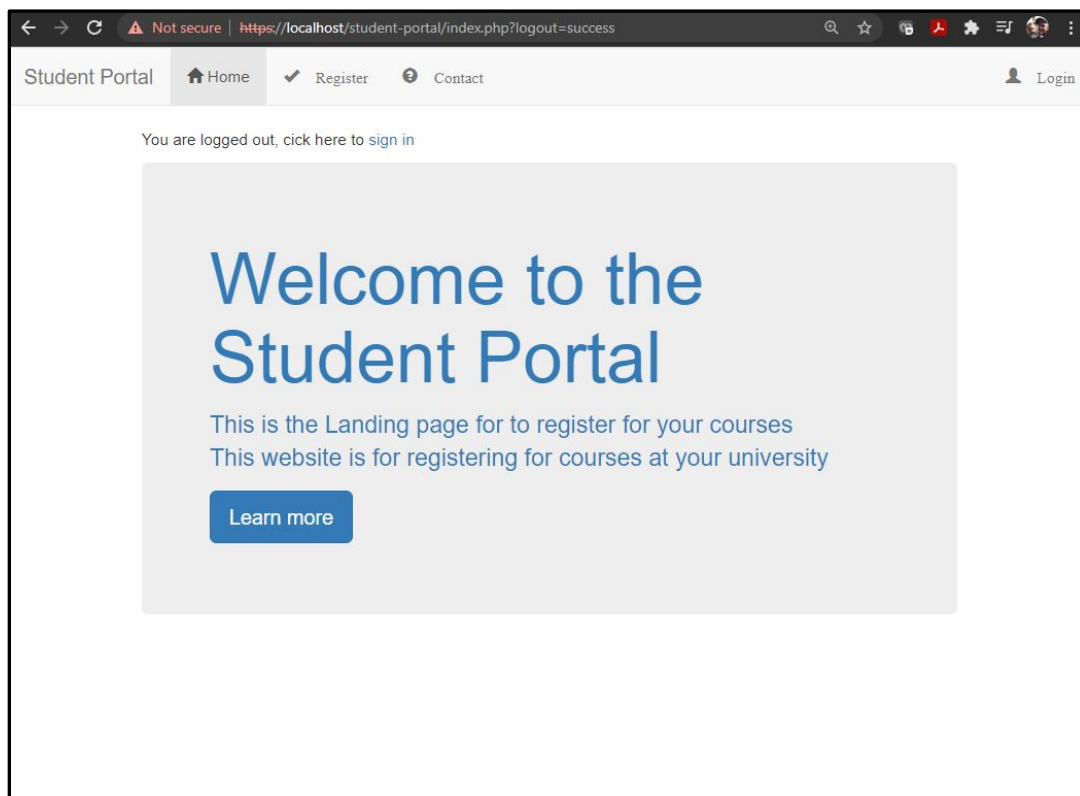 Not secure | https://localhost/student-portal/index.php?logout=success
Student Portal Home Register Contact Login
You are logged out, cick here to sign in
Welcome to the
Student Portal
This is the Landing page for to register for your courses
This website is for registering for courses at your university
Learn more